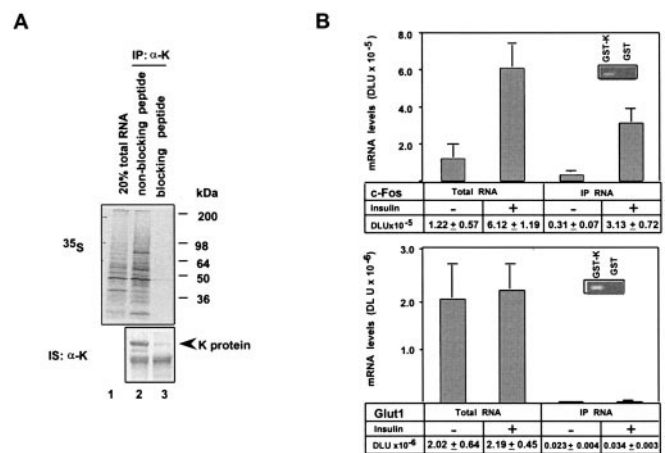 A
IP: α-K
20% total RNA
non-blocking peptide
blocking peptide
kDa
200
98
64
50
36
35S
IS: α-K
K protein
1 2 3
B
mRNA levels (DLU x 10-5)
8.0
6.0
4.0
2.0
GST-K
GST
c-Fos Total RNA IP RNA
Insulin - + - +
DLUx10-5 1.22 ± 0.57 6.12 ± 1.19 0.31 ± 0.07 3.13 ± 0.72
mRNA levels (DL U x 10-6)
3.0
2.0
1.0
GST-K
GST
Glut1 Total RNA IP RNA
Insulin - + - +
DLU x10-6 2.02 ± 0.64 2.19 ± 0.45 0.023 ± 0.004 0.034 ± 0.003